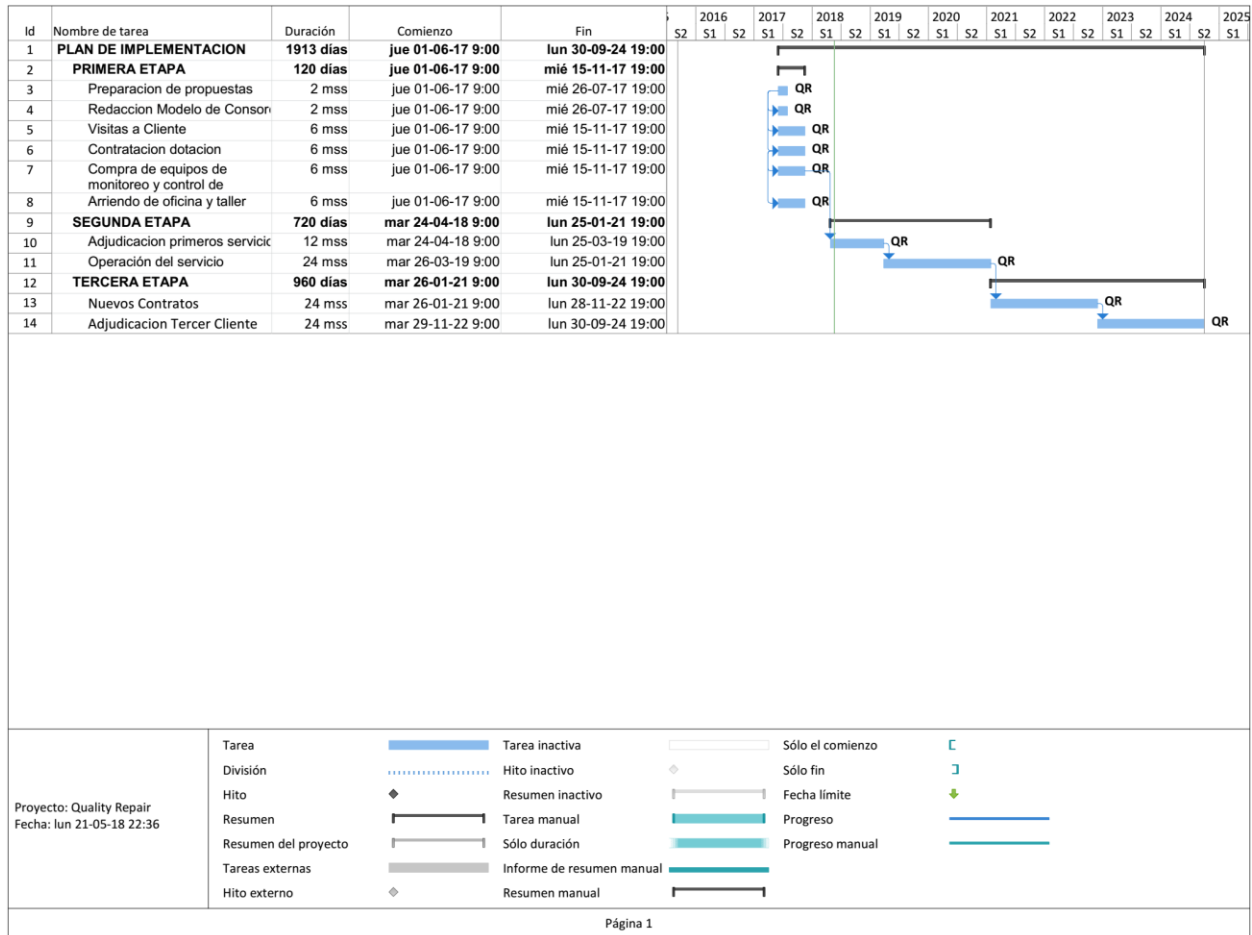 2016 2017 2018 2019 2020 2021 2022 2023 2024 2025
Id Nombre de tarea Duración Comienzo Fin S2 S1 S2 S1 S2 S1 S2 S1 S2 S1 S2 S1 S2 S1 S2 S1 S2 S1 S2 S1
1 PLAN DE IMPLEMENTACION 1913 días jue 01-06-17 9:00 lun 30-09-24 19:00
2 PRIMERA ETAPA 120 días jue 01-06-17 9:00 mié 15-11-17 19:00
3 Preparacion de propuestas 2 mss jue 01-06-17 9:00 mié 26-07-17 19:00 QR
4 Redaccion Modelo de Consor 2 mss jue 01-06-17 9:00 mié 26-07-17 19:00 QR
5 Visitas a Cliente 6 mss jue 01-06-17 9:00 mié 15-11-17 19:00 QR
6 Contratacion dotacion 6 mss jue 01-06-17 9:00 mié 15-11-17 19:00 QR
7 Compra de equipos de 6 mss jue 01-06-17 9:00 mié 15-11-17 19:00 QR
monitoreo y control de
8 Arriendo de oficina y taller 6 mss jue 01-06-17 9:00 mié 15-11-17 19:00 QR
9 SEGUNDA ETAPA 720 días mar 24-04-18 9:00 lun 25-01-21 19:00
10 Adjudicacion primeros servicic 12 mss mar 24-04-18 9:00 lun 25-03-19 19:00 QR
11 Operación del servicio 24 mss mar 26-03-19 9:00 lun 25-01-21 19:00 QR
12 TERCERA ETAPA 960 días mar 26-01-21 9:00 lun 30-09-24 19:00
13 Nuevos Contratos 24 mss mar 26-01-21 9:00 lun 28-11-22 19:00 QR
14 Adjudicacion Tercer Cliente 24 mss mar 29-11-22 9:00 lun 30-09-24 19:00 QR
Proyecto: Quality Repair
Fecha: lun 21-05-18 22:36
Tarea Tarea inactiva Sólo el comienzo
División Hito inactivo Sólo fin
Hito Resumen inactivo Fecha límite
Resumen Tarea manual Progreso
Resumen del proyecto Sólo duración Progreso manual
Tareas externas Informe de resumen manual
Hito externo Resumen manual
Página 1